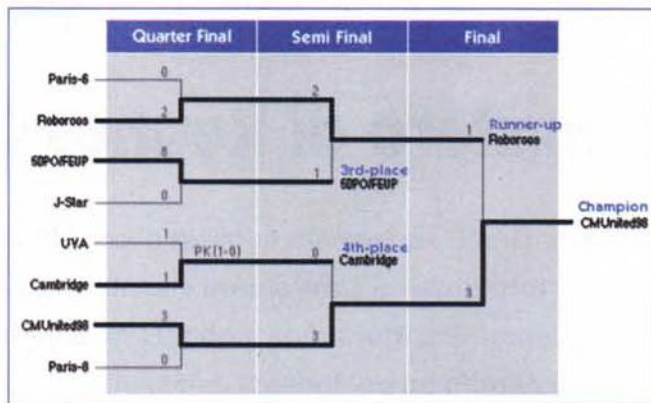 Quarter Final Semi Final Final
Paris-6 0
2
Roboroos 2
1 Runner-up
Roboroos
5DPO/FEUP 8
1 3rd-place
5DPO/FEUP
J-Star 0
Champion
CMUnited98
UVA 1
PK(1-0) 0 4th-place
Cambridge
Cambridge 1
3
CMUnited98 3
3
Paris-8 0